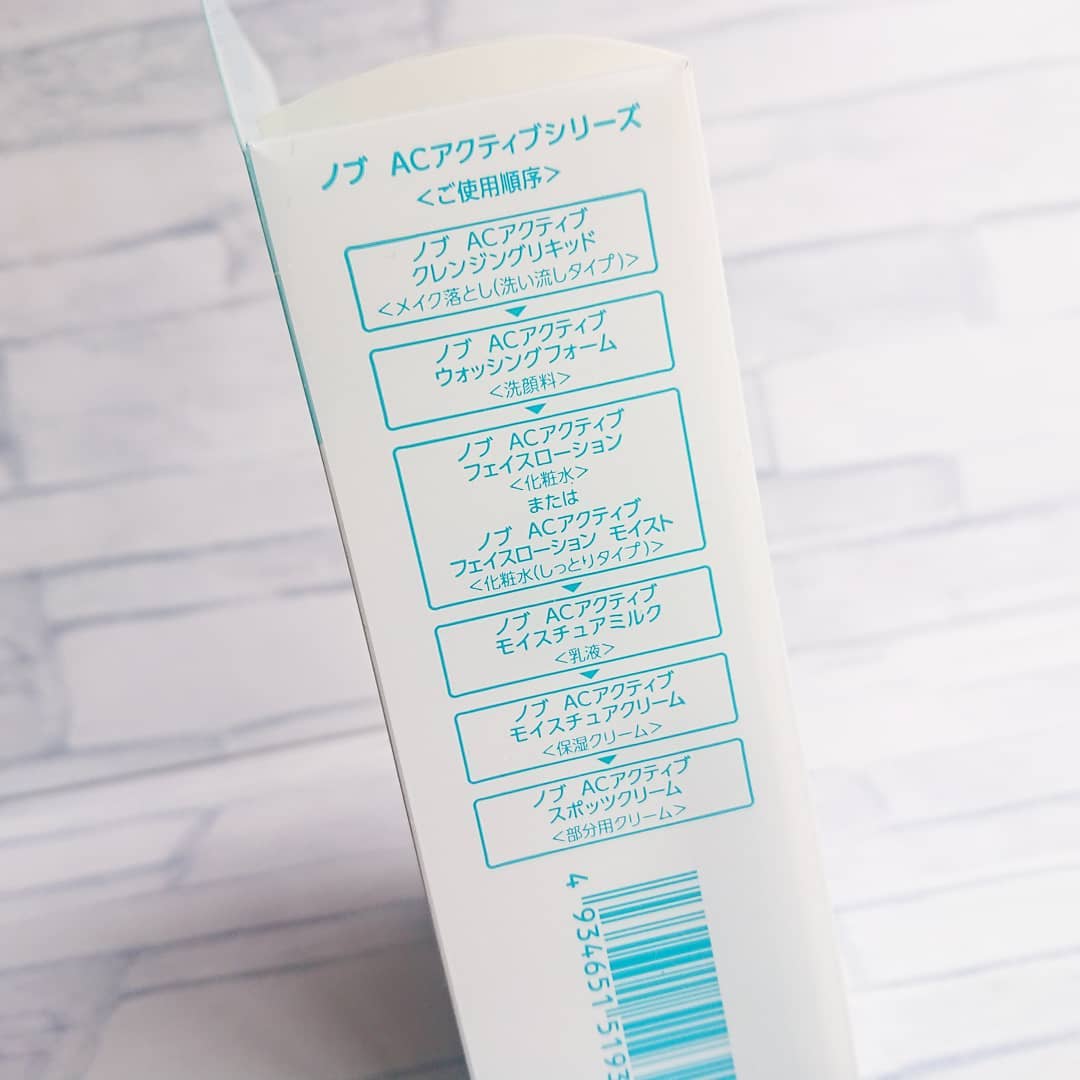 ノブ ACアクティブシリーズ
<ご使用順序>
ノブ ACアクティブ
クレンジングリキッド
<メイク落とし(洗い流しタイプ)>
ノブ ACアクティブ
ウォッシングフォーム
<洗顔料>
ノブ ACアクティブ
フェイスローション
<化粧水>
または
ノブ ACアクティブ
フェイスローション モイスト
<化粧水(しっとりタイプ)>
ノブ ACアクティブ
モイスチュアミルク
<乳液>
ノブ ACアクティブ
モイスチュアクリーム
<保湿クリーム>
ノブ ACアクティブ
スポッツクリーム
<部分用クリーム>
4 934651 5193